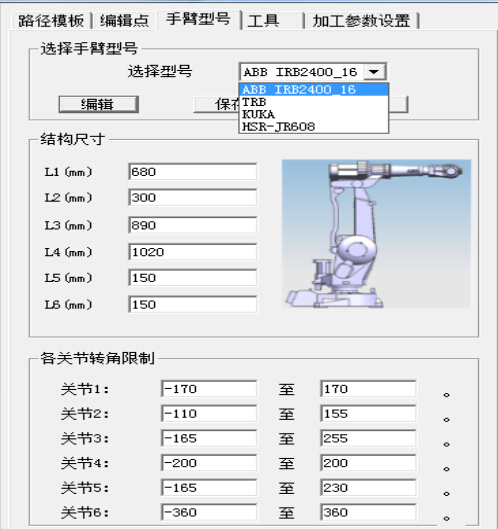 路径模板 编辑点 手臂型号 工具 加工参数设置
选择手臂型号
选择型号 ABB IRB2400_16
ABB IRB2400_16
编辑 保存
TRB
KUKA
HSR-JR608
结构尺寸
L1(mm) 680
L2(mm) 300
L3(mm) 890
L4(mm) 1020
L5(mm) 150
L6(mm) 150
各关节转角限制
关节1: -170 至 170 。
关节2: -110 至 155 。
关节3: -165 至 255 。
关节4: -200 至 200 。
关节5: -165 至 230 。
关节6: -360 至 360 。